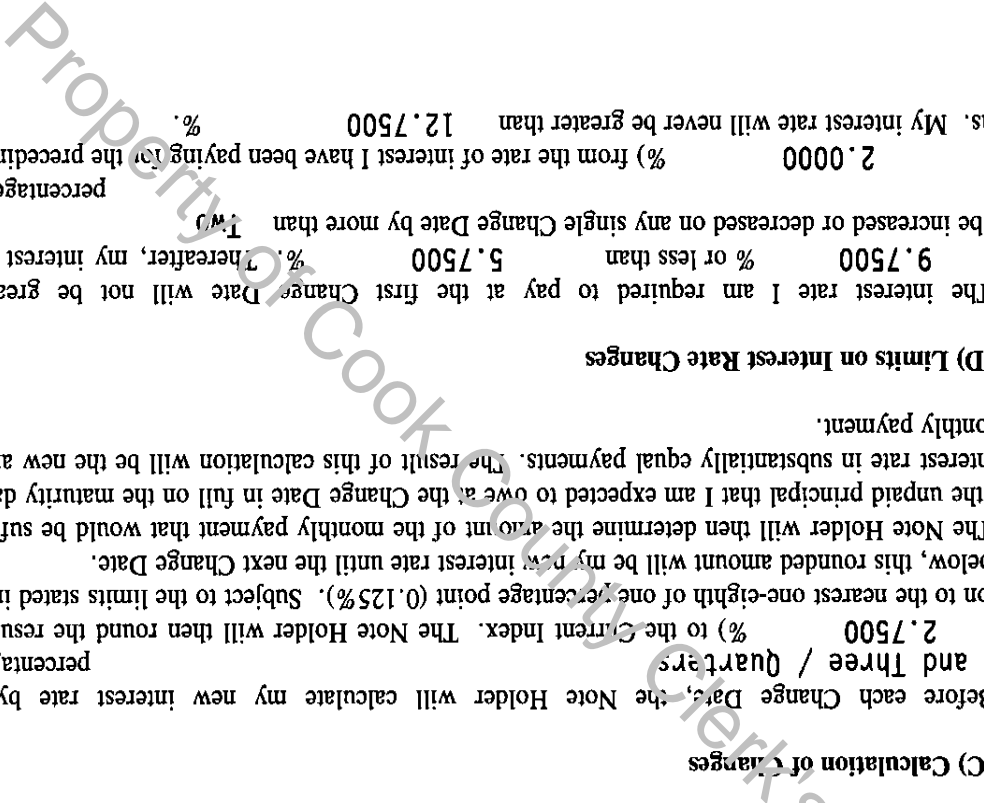 C) Calculation of Changes
Before each Change Date, the Note Holder will calculate my new interest rate by
and Three / Quarters percentag
2.7500 %) to the Current Index. The Note Holder will then round the resu
on to the nearest one-eighth of one percentage point (0.125%). Subject to the limits stated in
below, this rounded amount will be my new interest rate until the next Change Date.
The Note Holder will then determine the amount of the monthly payment that would be suf
the unpaid principal that I am expected to owe at the Change Date in full on the maturity da
nterest rate in substantially equal payments. The result of this calculation will be the new a
onthly payment.
D) Limits on Interest Rate Changes
The interest rate I am required to pay at the first Change Date will not be grea
9.7500 % or less than 5.7500 %. Thereafter, my interest
be increased or decreased on any single Change Date by more than Two
percentage
2.0000 %) from the rate of interest I have been paying for the precedin
s. My interest rate will never be greater than 12.7500 %.
Property of Cook County Clerk's